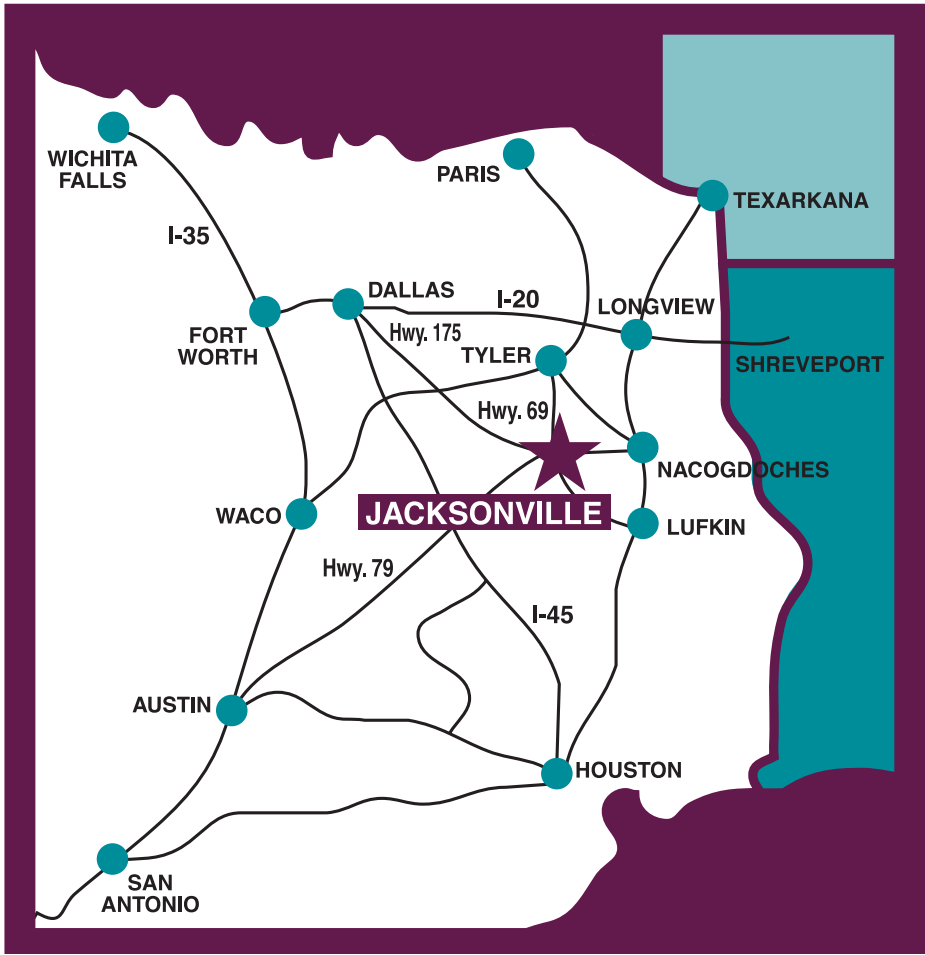 WICHITA
FALLS
PARIS
TEXARKANA
I-35
DALLAS
I-20
LONGVIEW
FORT
WORTH
Hwy. 175
TYLER
SHREVEPORT
Hwy. 69
NACOGDOCHES
WACO
JACKSONVILLE
LUFKIN
Hwy. 79
I-45
AUSTIN
HOUSTON
SAN
ANTONIO